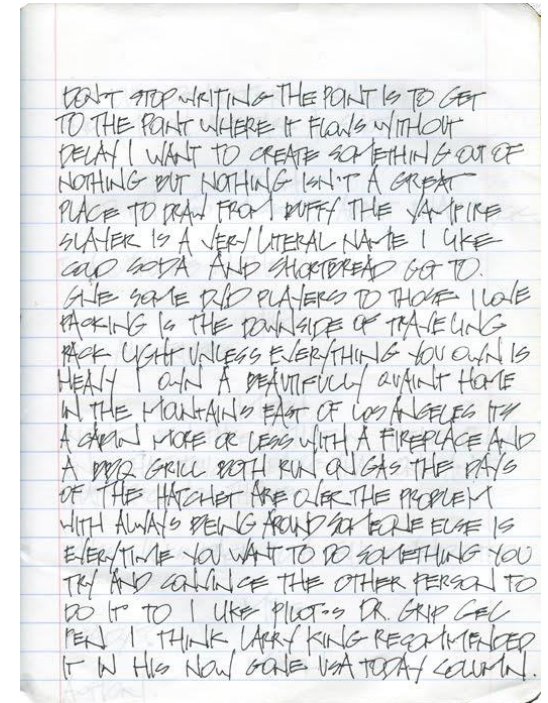 DON'T STOP WRITING THE POINT IS TO GET
TO THE POINT WHERE IT FLOWS WITHOUT
DELAY I WANT TO CREATE SOMETHING OUT OF
NOTHING BUT NOTHING ISN'T A GREAT
PLACE TO DRAW FROM BUFFY THE VAMPIRE
SLAYER IS A VERY LITERAL NAME I LIKE
COLD SODA AND SHORTBREAD GOT TO.
GIVE SOME DVD PLAYERS TO THOSE I LOVE
PACKING IS THE DOWNSIDE OF TRAVELING
PACK LIGHT UNLESS EVERYTHING YOU OWN IS
HEAVY I OWN A BEAUTIFULLY QUAINT HOME
IN THE MOUNTAINS EAST OF LOS ANGELES ITS
A CABIN MORE OR LESS WITH A FIREPLACE AND
A BBQ GRILL BOTH RUN ON GAS THE DAYS
OF THE HATCHET ARE OVER THE PROBLEM
WITH ALWAYS BEING AROUND SOMEONE ELSE IS
EVERYTIME YOU WANT TO DO SOMETHING YOU
TRY AND CONVINCE THE OTHER PERSON TO
DO IT TO I LIKE PILOT'S DR. GRIP GEL
PEN I THINK LARRY KING RECOMMENDED
IT IN HIS NOW GONE USA TODAY COLUMN.